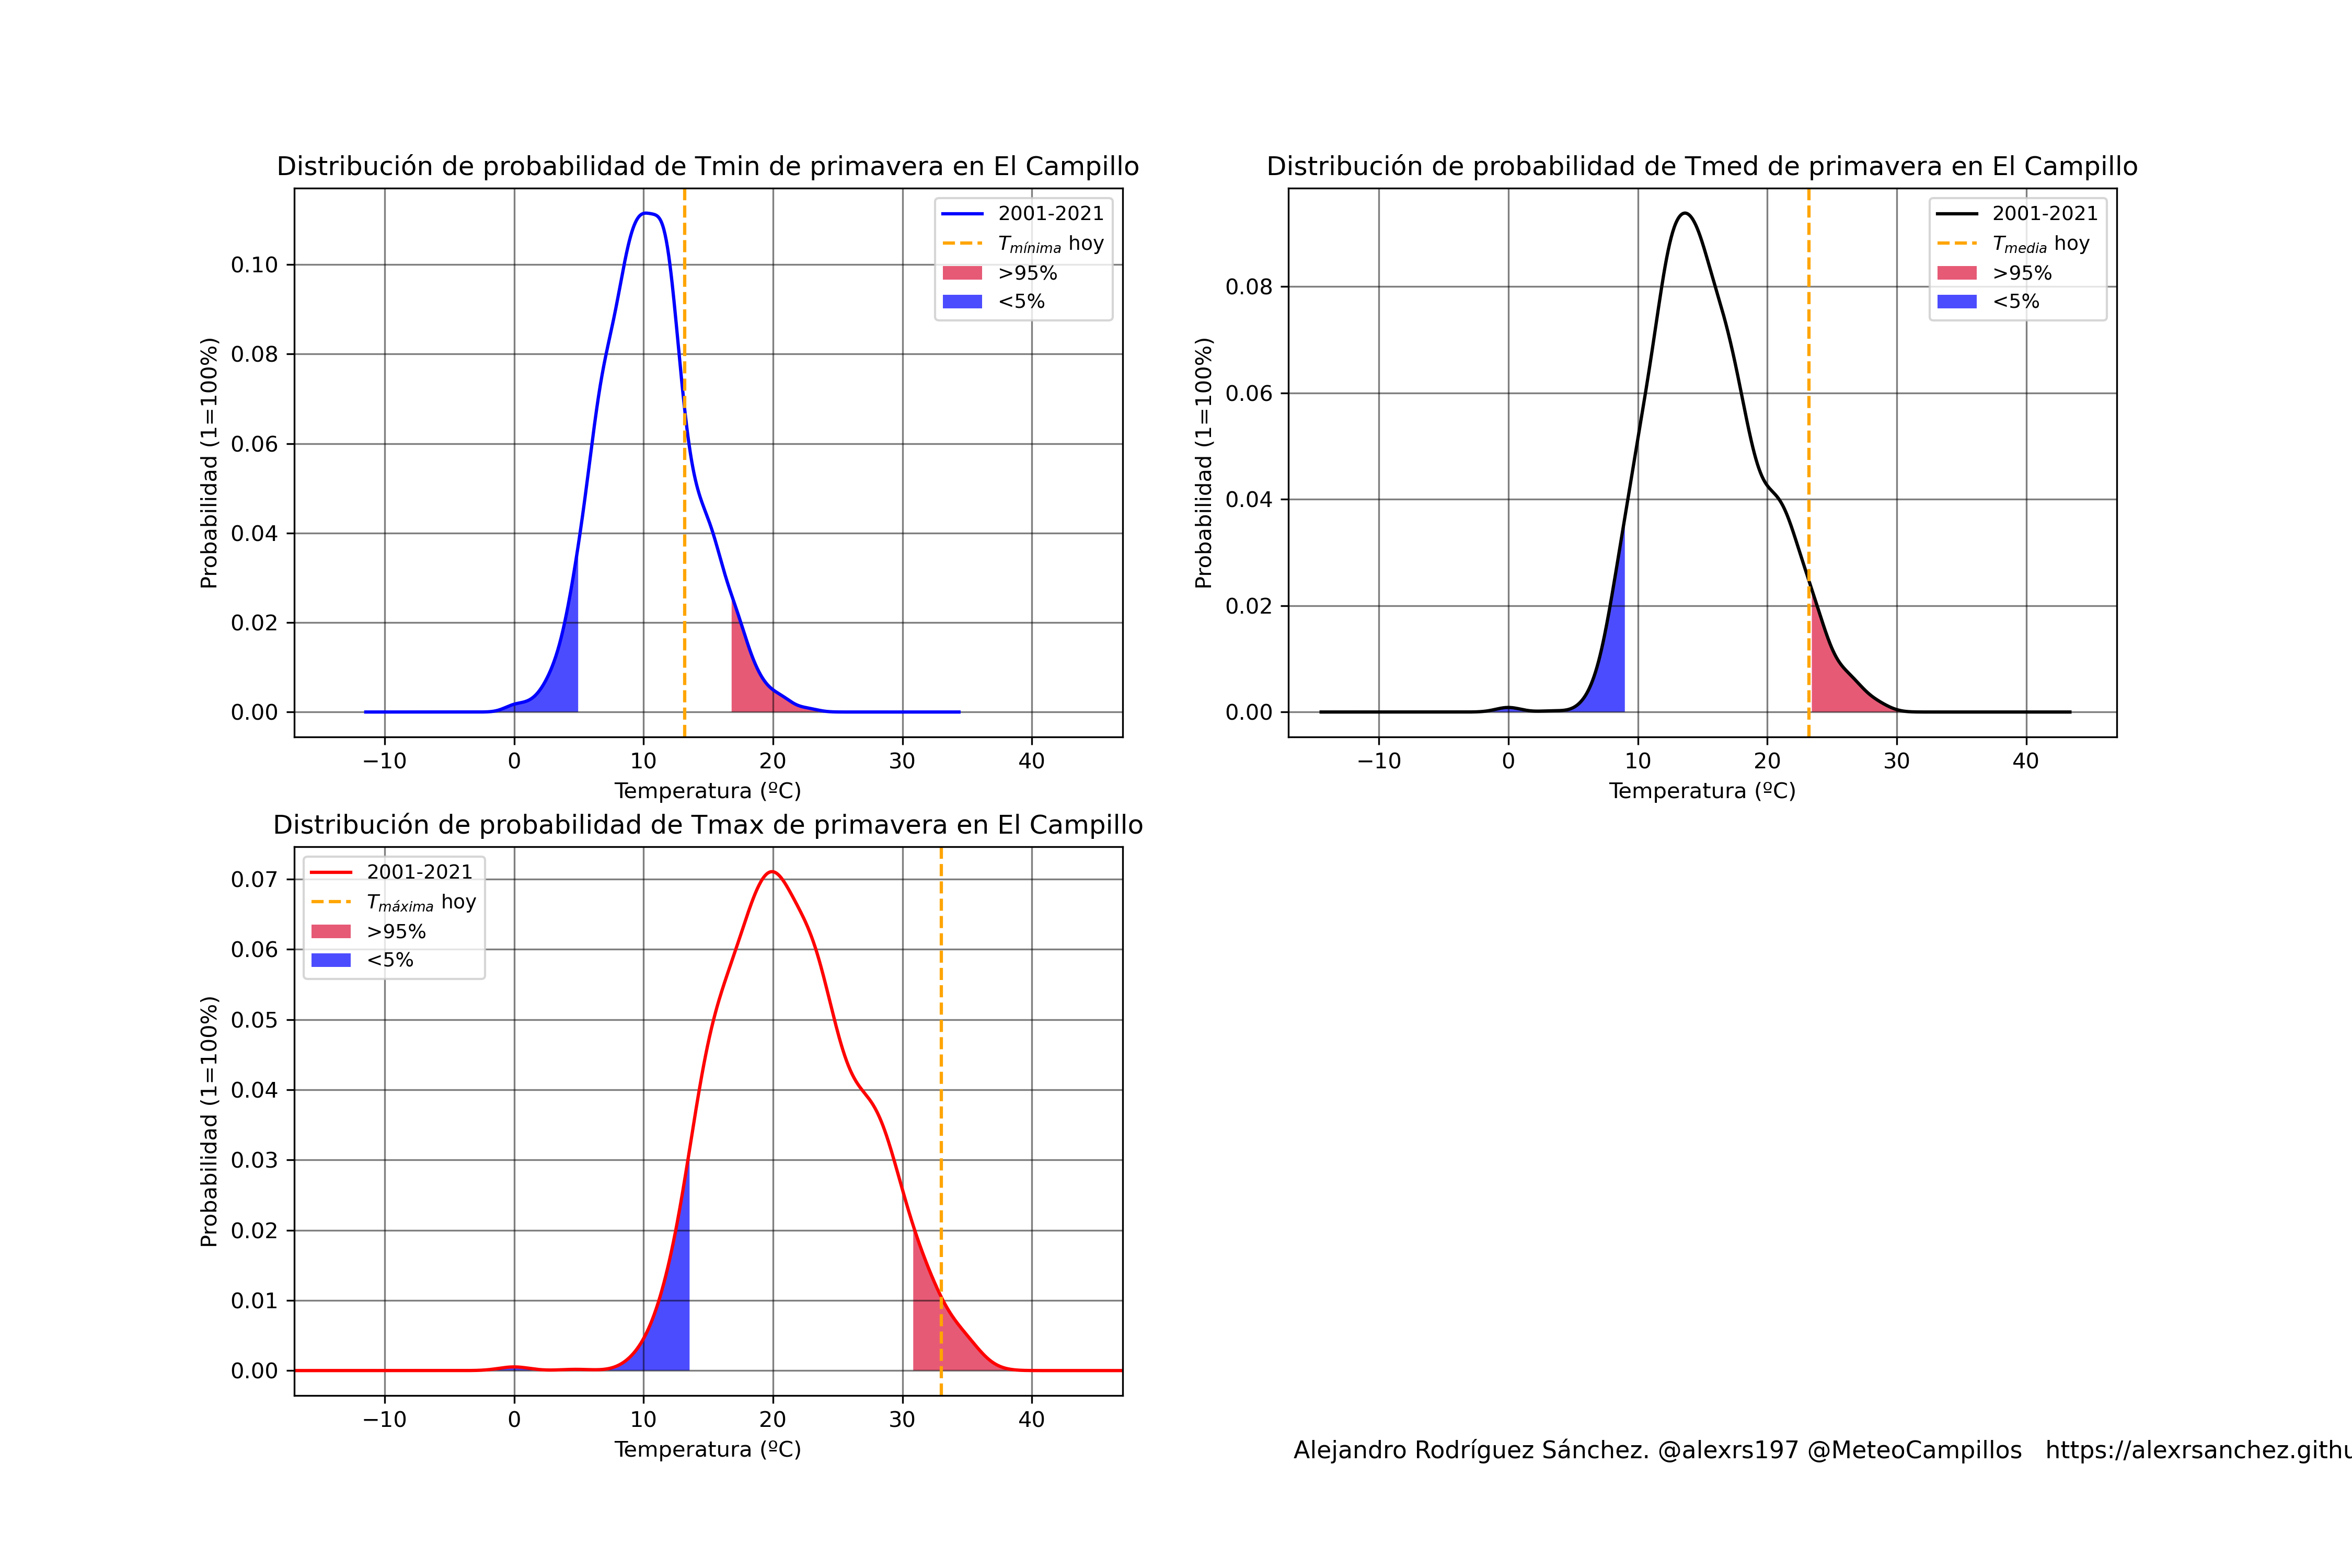 Distribución de probabilidad de Tmin de primavera en El Campillo
Probabilidad (1=100%)
0.10
0.08
0.06
0.04
0.02
0.00
2001-2021
Tmínima hoy
>95%
<5%
−10 0 10 20 30 40
Temperatura (ºC)
Distribución de probabilidad de Tmed de primavera en El Campillo
Probabilidad (1=100%)
0.08
0.06
0.04
0.02
0.00
2001-2021
Tmedia hoy
>95%
<5%
−10 0 10 20 30 40
Temperatura (ºC)
Distribución de probabilidad de Tmax de primavera en El Campillo
Probabilidad (1=100%)
0.07
0.06
0.05
0.04
0.03
0.02
0.01
0.00
2001-2021
Tmáxima hoy
>95%
<5%
−10 0 10 20 30 40
Temperatura (ºC)
Alejandro Rodríguez Sánchez. @alexrs197 @MeteoCampillos https://alexrsanchez.githu